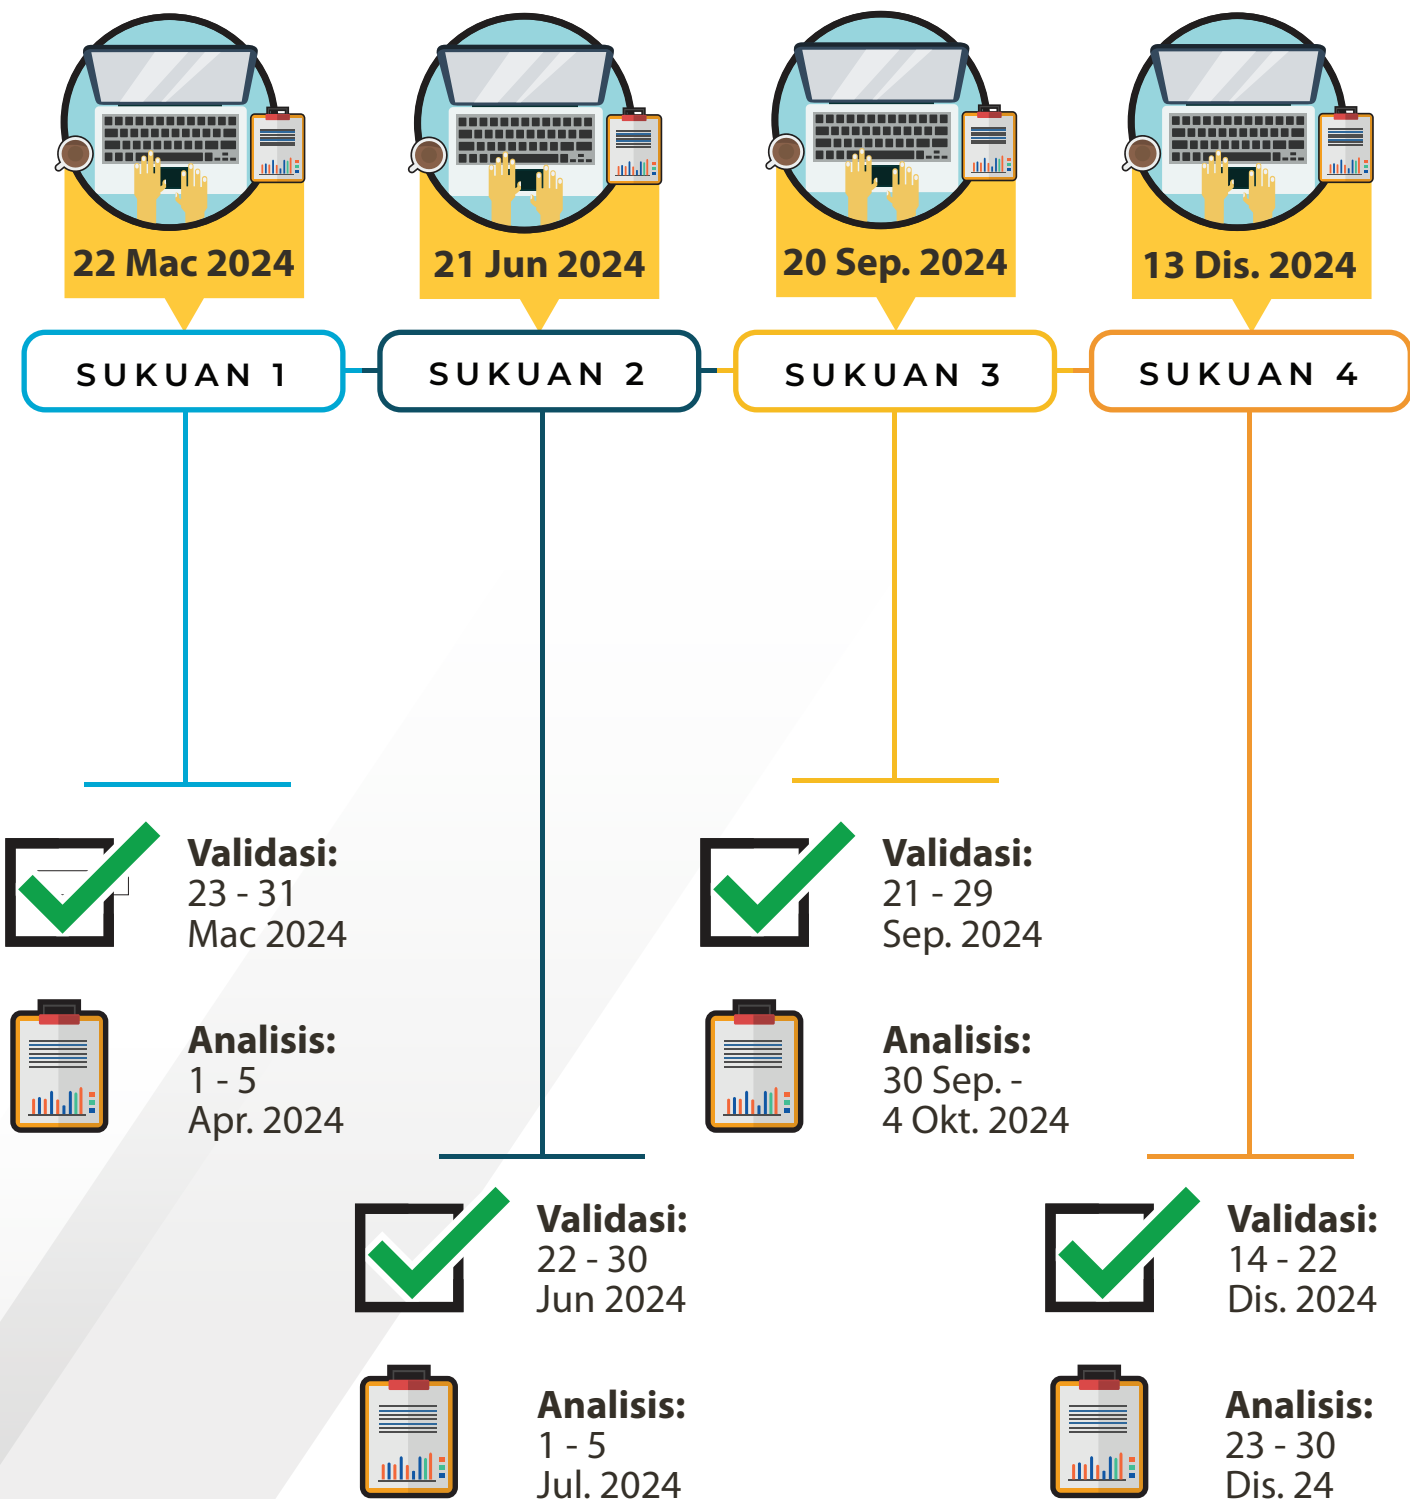 22 Mac 2024
21 Jun 2024
20 Sep. 2024
13 Dis. 2024
SUKUAN 1
SUKUAN 2
SUKUAN 3
SUKUAN 4
Validasi:
23 - 31
Mac 2024
Analisis:
1 - 5
Apr. 2024
Validasi:
22 - 30
Jun 2024
Analisis:
1 - 5
Jul. 2024
Validasi:
21 - 29
Sep. 2024
Analisis:
30 Sep. -
4 Okt. 2024
Validasi:
14 - 22
Dis. 2024
Analisis:
23 - 30
Dis. 24